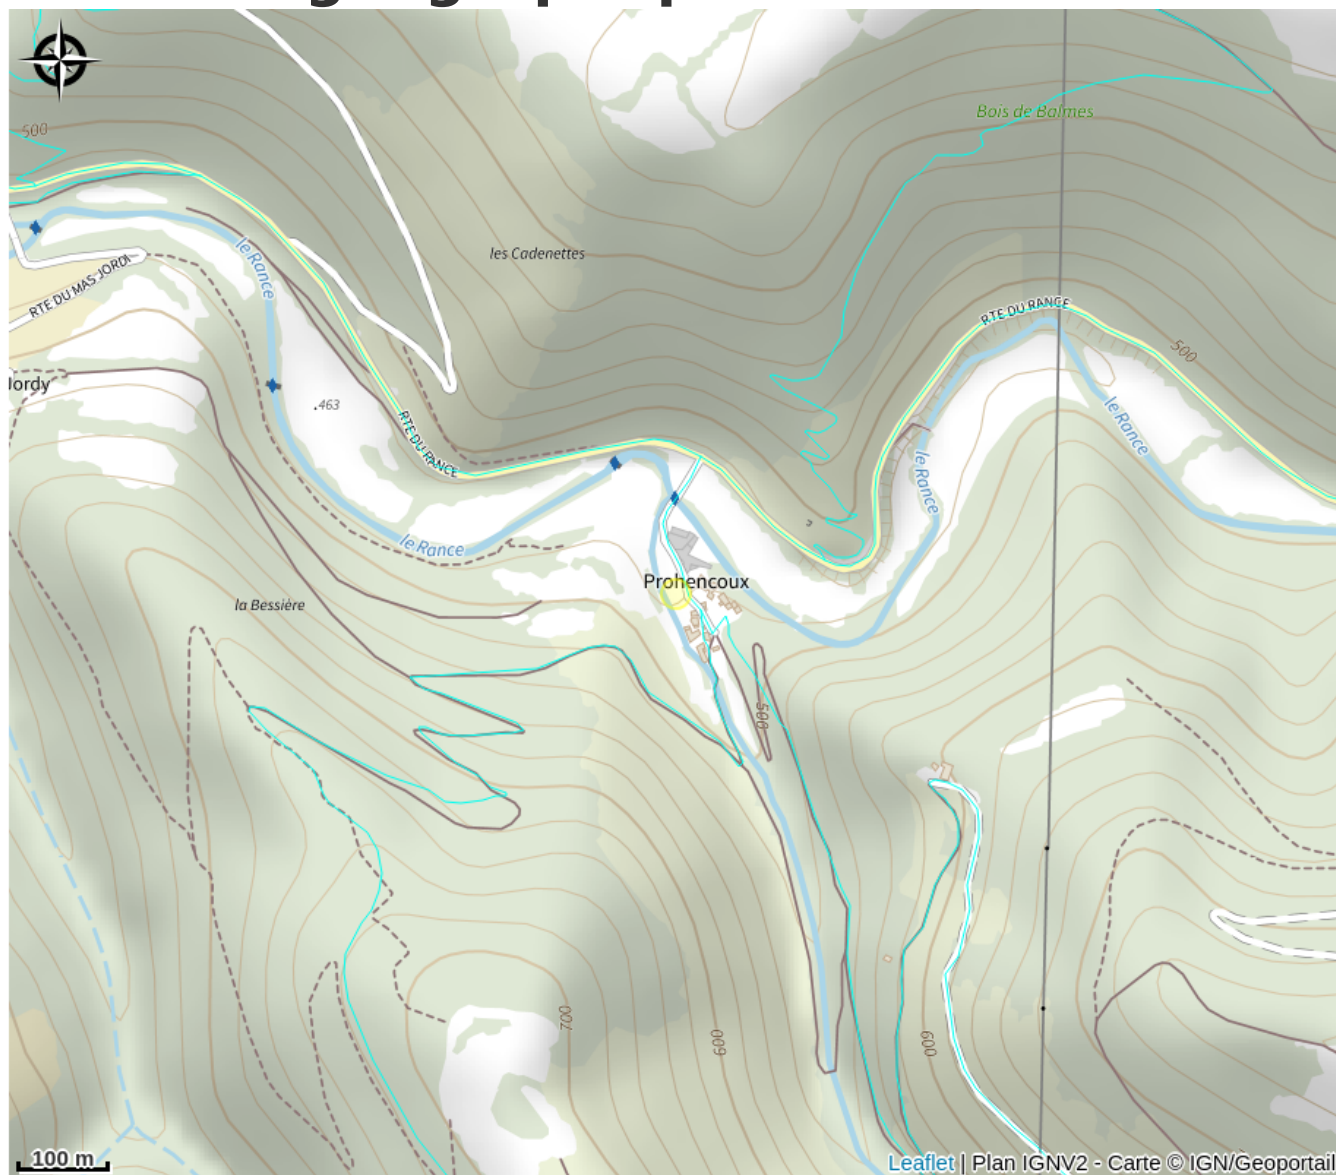 Bois de Balmes
500
le Rance
les Cadenettes
RTE DU MAS JORDI
RTE DU RANCE
500
Jordy
.463
RTE DU RANCE
le Rance
le Rance
le Rance
Prohencoux
la Bessière
500
700
600
600
100 m
Leaflet | Plan IGNV2 - Carte © IGN/Geoportail